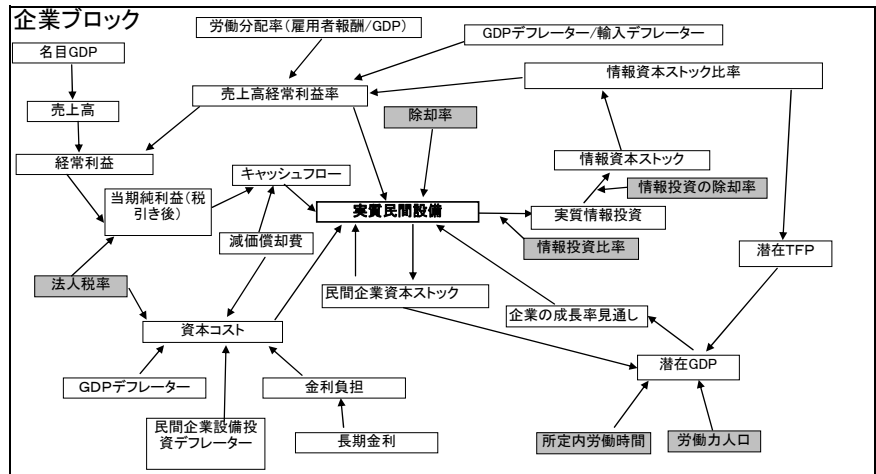 企業ブロック
労働分配率(雇用者報酬/GDP)
GDPデフレーター/輸入デフレーター
名目GDP
情報資本ストック比率
売上高経常利益率
売上高
除却率
経常利益
情報資本ストック
キャッシュフロー
情報投資の除却率
当期純利益(税
引き後)
実質民間設備
実質情報投資
減価償却費
情報投資比率
潜在TFP
法人税率
民間企業資本ストック
企業の成長率見通し
資本コスト
潜在GDP
GDPデフレーター
金利負担
民間企業設備投
資デフレーター
長期金利
所定内労働時間
労働力人口